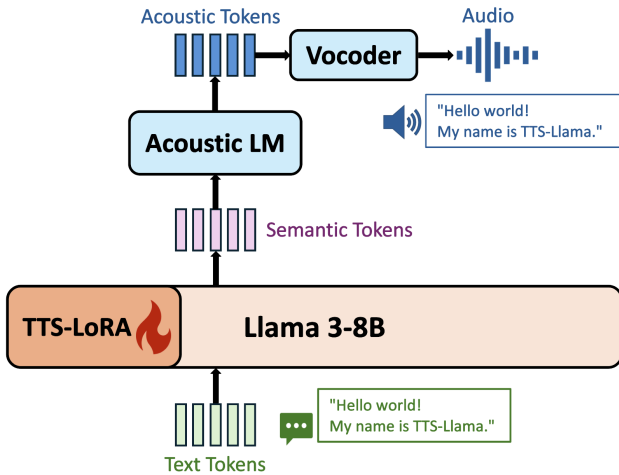 Acoustic Tokens
Vocoder
Audio
"Hello world!
My name is TTS-Llama."
Acoustic LM
Semantic Tokens
TTS-LoRA
Llama 3-8B
"Hello world!
My name is TTS-Llama."
Text Tokens